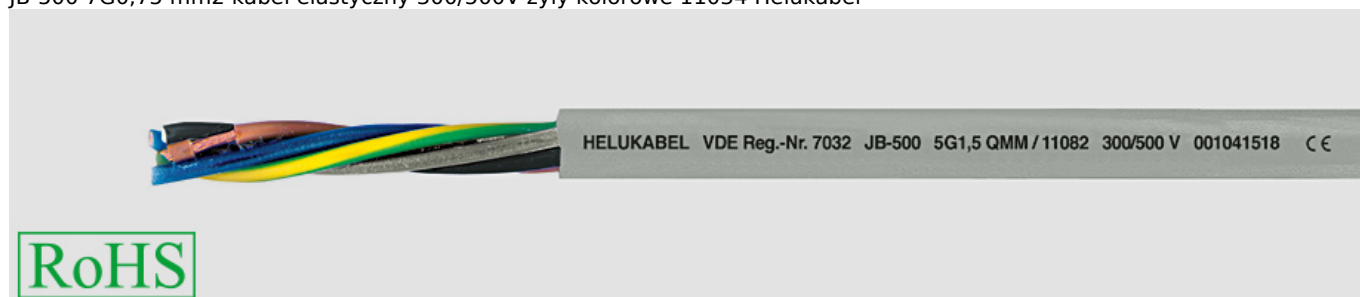 JB-500 7G0,75 mm2 kabel elastyczny 300/500V żyły kolorowe 11034 Helukabel
HELUKABEL VDE Reg.-Nr. 7032 JB-500 5G1,5 QMM / 11082 300/500 V 001041518 CE
RoHS